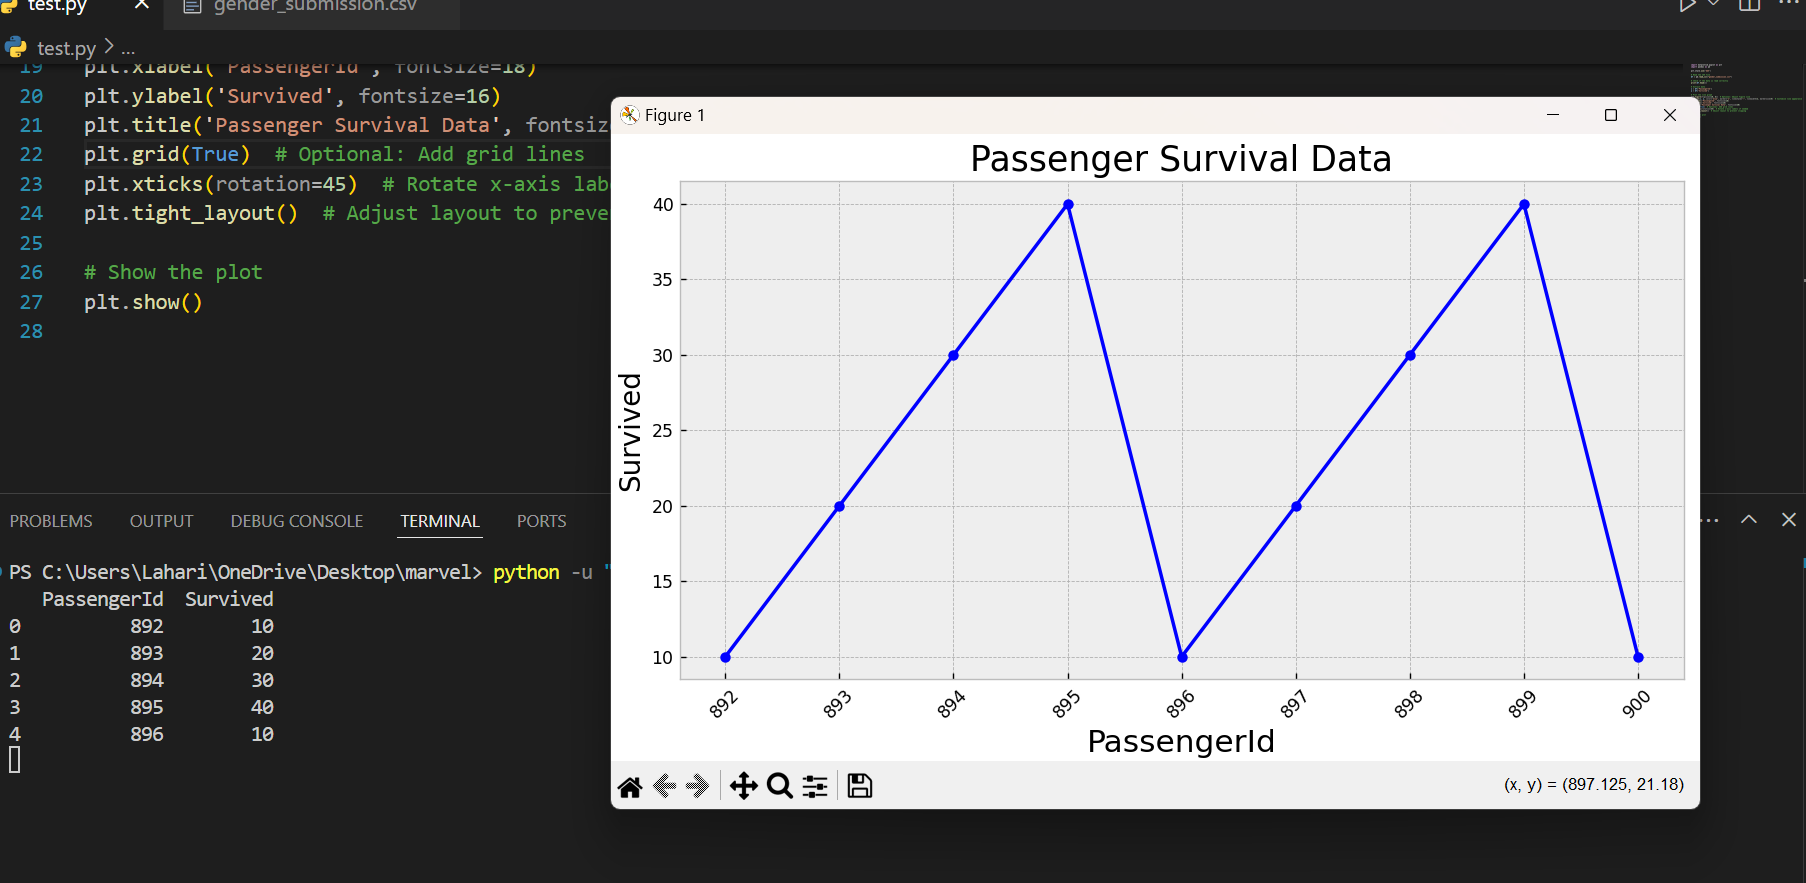 test.py
gender_submission.csv
test.py > ...
19 plt.xlabel('PassengerId', fontsize=18)
20 plt.ylabel('Survived', fontsize=16)
21 plt.title('Passenger Survival Data', fontsiz
22 plt.grid(True)  # Optional: Add grid lines
23 plt.xticks(rotation=45)  # Rotate x-axis lab
24 plt.tight_layout()  # Adjust layout to preve
25
26 # Show the plot
27 plt.show()
28
PROBLEMS OUTPUT DEBUG CONSOLE TERMINAL PORTS
PS C:\Users\Lahari\OneDrive\Desktop\marvel> python -u "
PassengerId Survived
0 892 10
1 893 20
2 894 30
3 895 40
4 896 10
Figure 1
Passenger Survival Data
40
35
30
25
20
15
10
Survived
892 893 894 895 896 897 898 899 900
PassengerId
(x, y) = (897.125, 21.18)